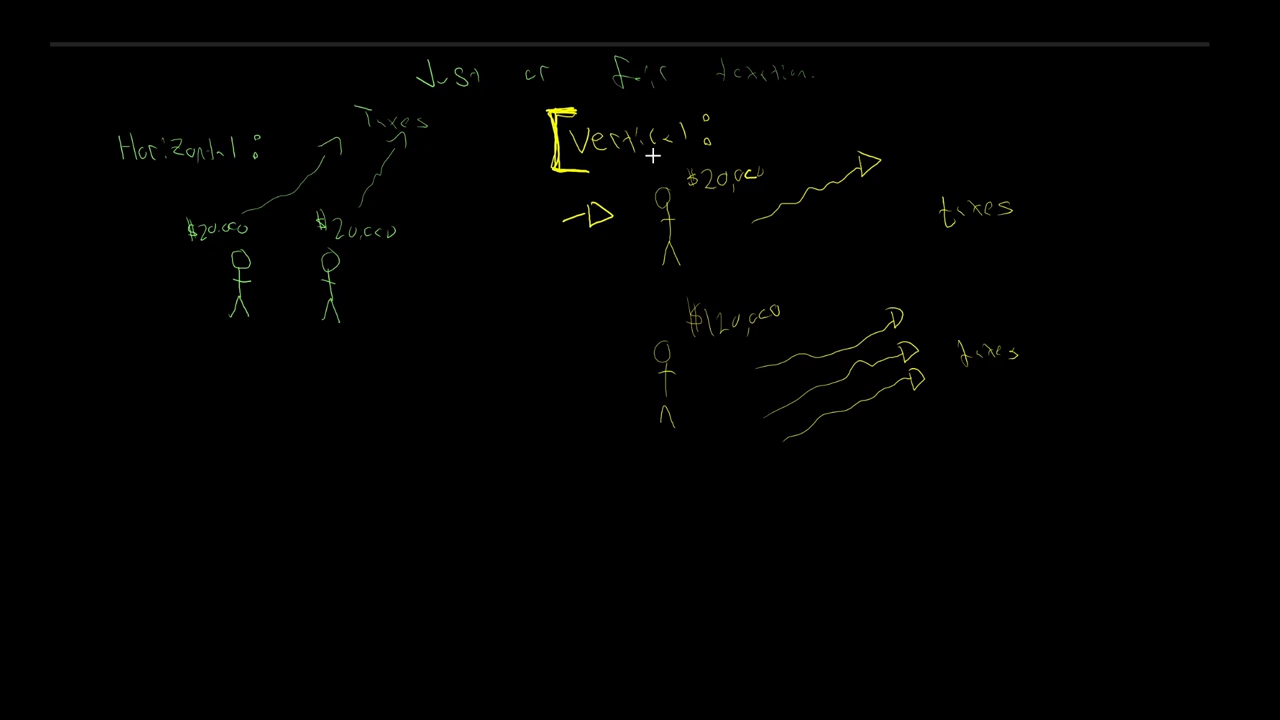 Just or fair taxation.
Horizontal:
Taxes
$20,000
$20,000
Vertical:
$20,000
taxes
$120,000
taxes